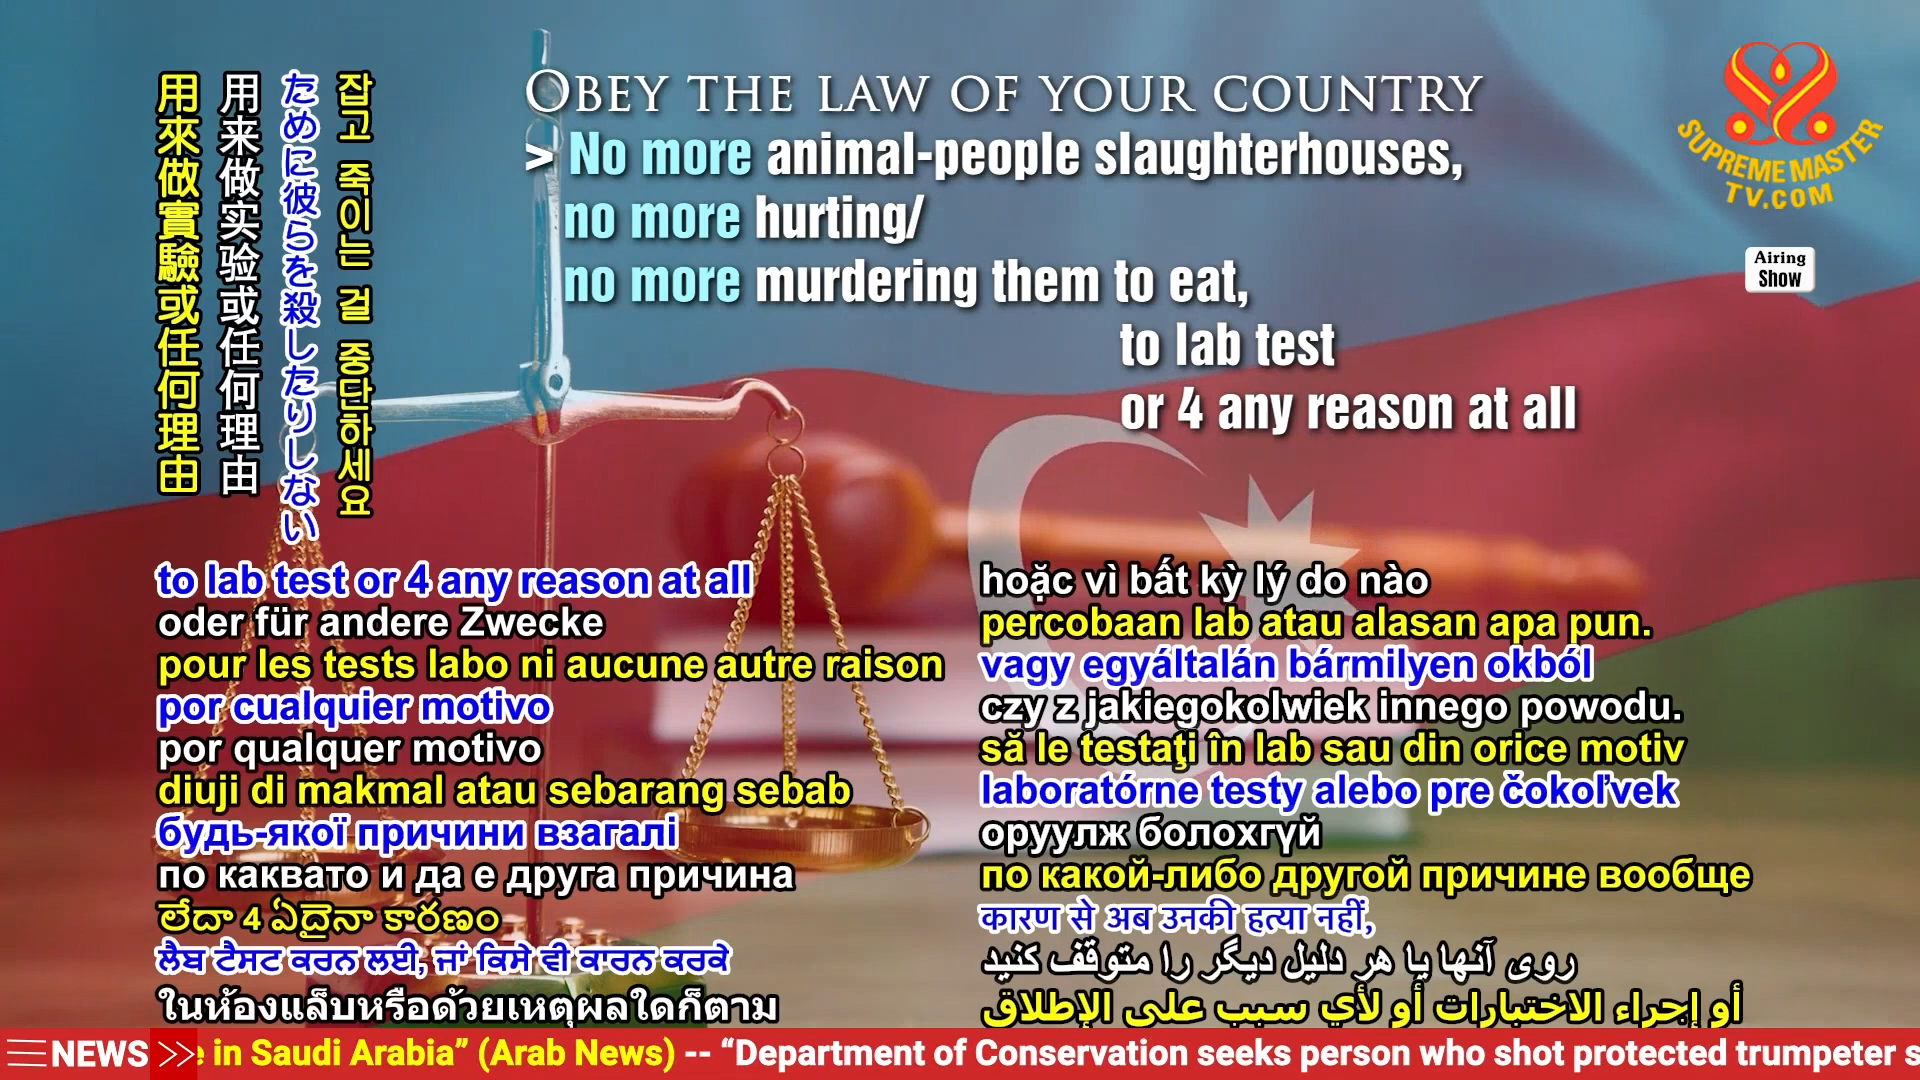 OBEY THE LAW OF YOUR COUNTRY
> No more animal-people slaughterhouses,
no more hurting/
no more murdering them to eat,
to lab test
or 4 any reason at all
SUPREME MASTER
TV.COM
Airing
Show
用來做實驗或任何理由
用来做实验或任何理由
ために彼らを殺したりしない
잡고 죽이는 걸 중단하세요
to lab test or 4 any reason at all
oder für andere Zwecke
pour les tests labo ni aucune autre raison
por cualquier motivo
por qualquer motivo
diuji di makmal atau sebarang sebab
будь-якої причини взагалі
по каквато и да е друга причина
లేదా 4 ఏదైనా కారణం
ਲੈਬ ਟੈਸਟ ਕਰਨ ਲਈ, ਜਾਂ ਕਿਸੇ ਵੀ ਕਾਰਨ ਕਰਕੇ
ในห้องแล็บหรือด้วยเหตุผลใดก็ตาม
hoặc vì bất kỳ lý do nào
percobaan lab atau alasan apa pun.
vagy egyáltalán bármilyen okból
czy z jakiegokolwiek innego powodu.
să le testaţi în lab sau din orice motiv
laboratórne testy alebo pre čokoľvek
оруулж болохгүй
по какой-либо другой причине вообще
कारण से अब उनकी हत्या नहीं,
روی آنها یا هر دلیل دیگر را متوقف کنید
أو إجراء الاختبارات أو لأي سبب على الإطلاق
NEWS >> e in Saudi Arabia” (Arab News) -- “Department of Conservation seeks person who shot protected trumpeter s